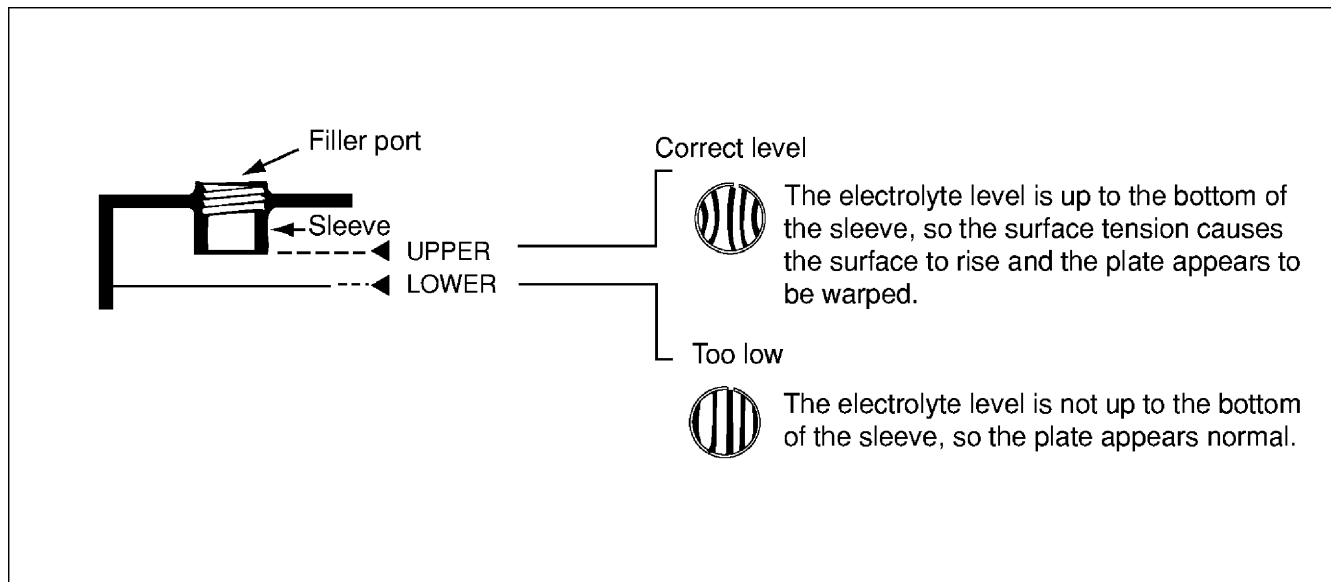 Filler port
Sleeve
UPPER
LOWER
Correct level
The electrolyte level is up to the bottom of
the sleeve, so the surface tension causes
the surface to rise and the plate appears to
be warped.
Too low
The electrolyte level is not up to the bottom
of the sleeve, so the plate appears normal.